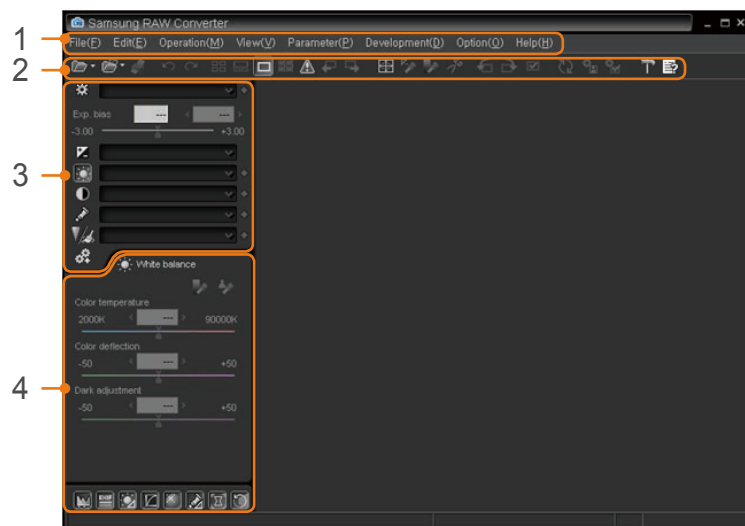 Samsung RAW Converter
1
File(F) Edit(E) Operation(M) View(V) Parameter(P) Development(D) Option(O) Help(H)
2
3
Exp. bias --- ---
-3.00 +3.00
White balance
4
Color temperature
2000K --- 90000K
Color deflection
-50 --- +50
Dark adjustment
-50 --- +50
EXIF